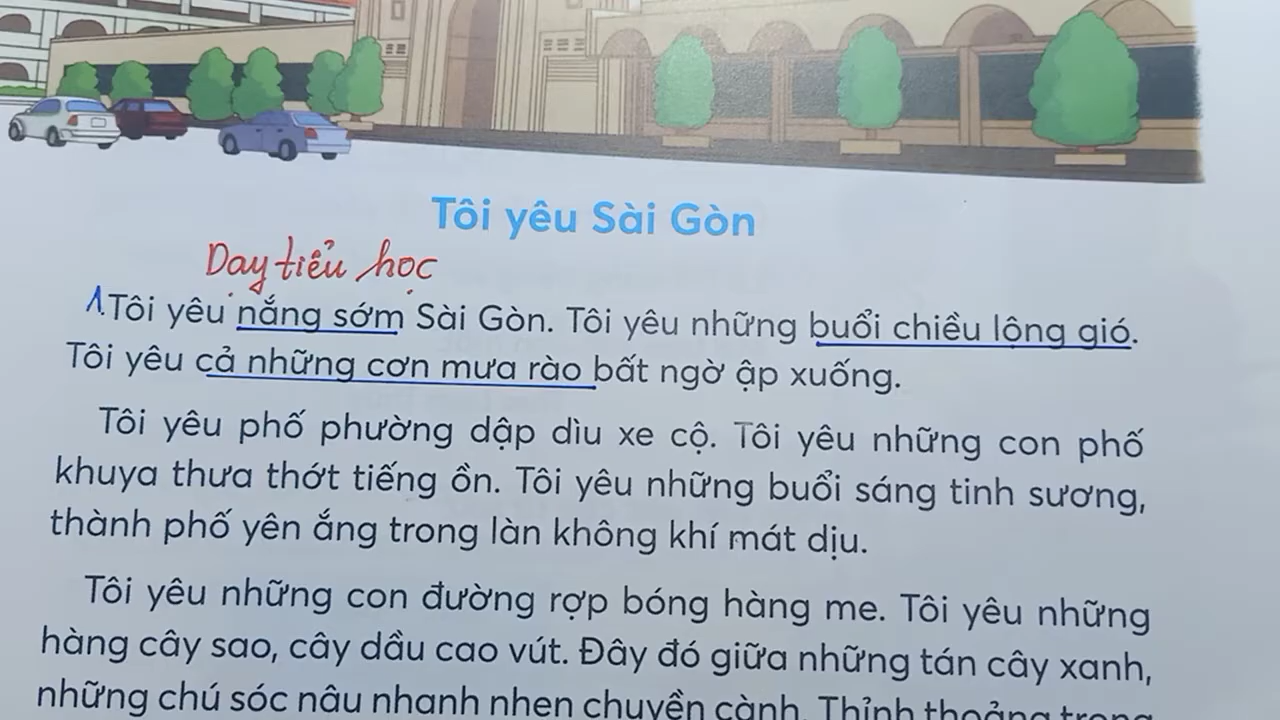 Tôi yêu Sài Gòn
Dạy tiểu học
1. Tôi yêu nắng sớm Sài Gòn. Tôi yêu những buổi chiều lộng gió.
Tôi yêu cả những cơn mưa rào bất ngờ ập xuống.
Tôi yêu phố phường dập dìu xe cộ. Tôi yêu những con phố
khuya thưa thớt tiếng ồn. Tôi yêu những buổi sáng tinh sương,
thành phố yên ắng trong làn không khí mát dịu.
Tôi yêu những con đường rợp bóng hàng me. Tôi yêu những
hàng cây sao, cây dầu cao vút. Đây đó giữa những tán cây xanh,
những chú sóc nâu nhanh nhẹn chuyền cành. Thỉnh thoảng trong